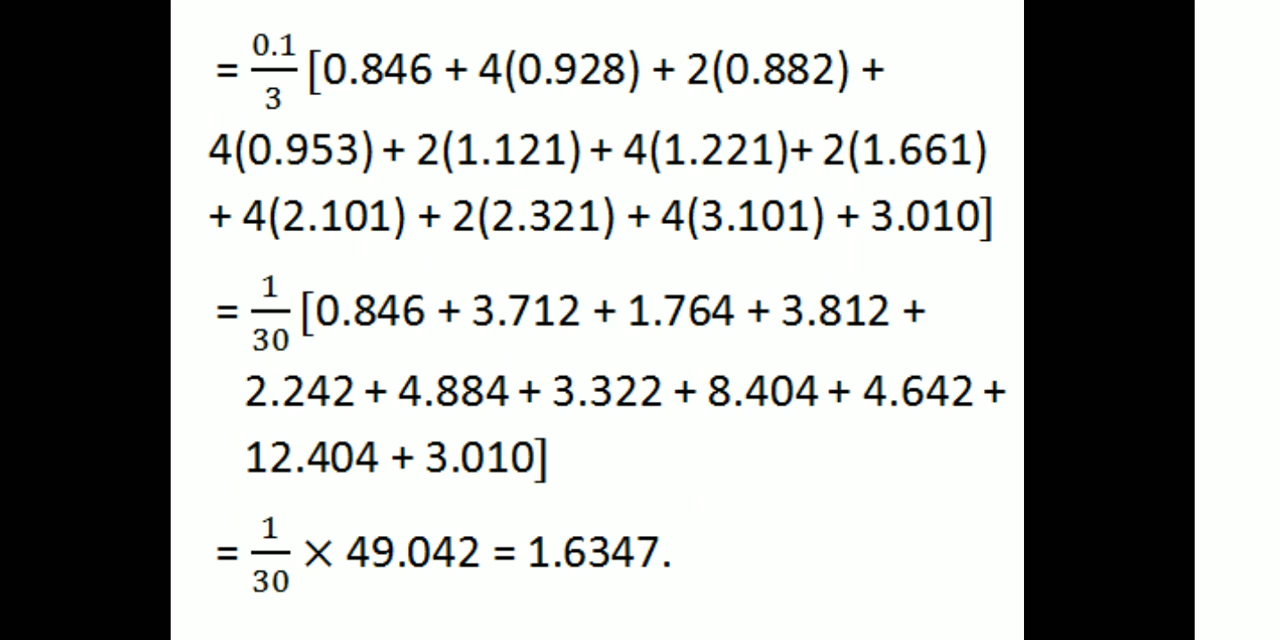 = 0.1/3 [0.846 + 4(0.928) + 2(0.882) +
4(0.953) + 2(1.121) + 4(1.221)+ 2(1.661)
+ 4(2.101) + 2(2.321) + 4(3.101) + 3.010]
= 1/30 [0.846 + 3.712 + 1.764 + 3.812 +
2.242 + 4.884 + 3.322 + 8.404 + 4.642 +
12.404 + 3.010]
= 1/30 × 49.042 = 1.6347.